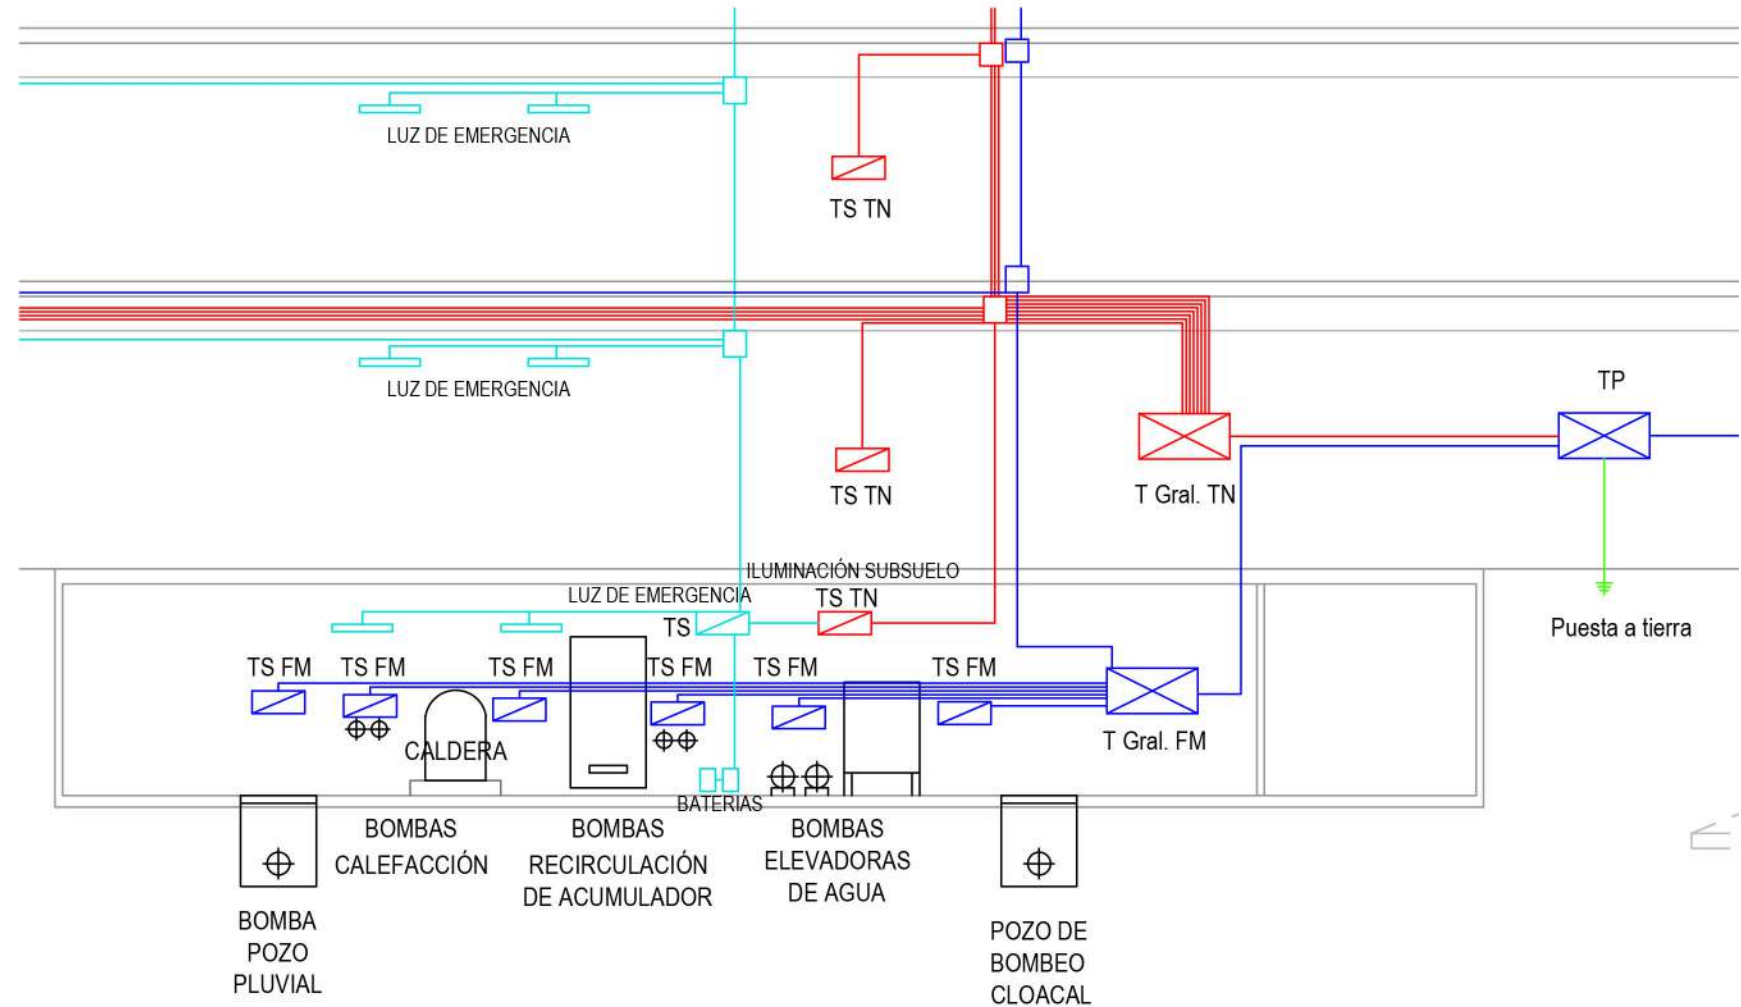 LUZ DE EMERGENCIA
TS TN
LUZ DE EMERGENCIA
TP
TS TN
T Gral. TN
ILUMINACIÓN SUBSUELO
LUZ DE EMERGENCIA
TS TN
TS
Puesta a tierra
TS FM
TS FM
TS FM
TS FM
TS FM
TS FM
CALDERA
T Gral. FM
BATERIAS
BOMBAS
CALEFACCIÓN
BOMBAS
RECIRCULACIÓN
DE ACUMULADOR
BOMBAS
ELEVADORAS
DE AGUA
BOMBA
POZO
PLUVIAL
POZO DE
BOMBEO
CLOACAL